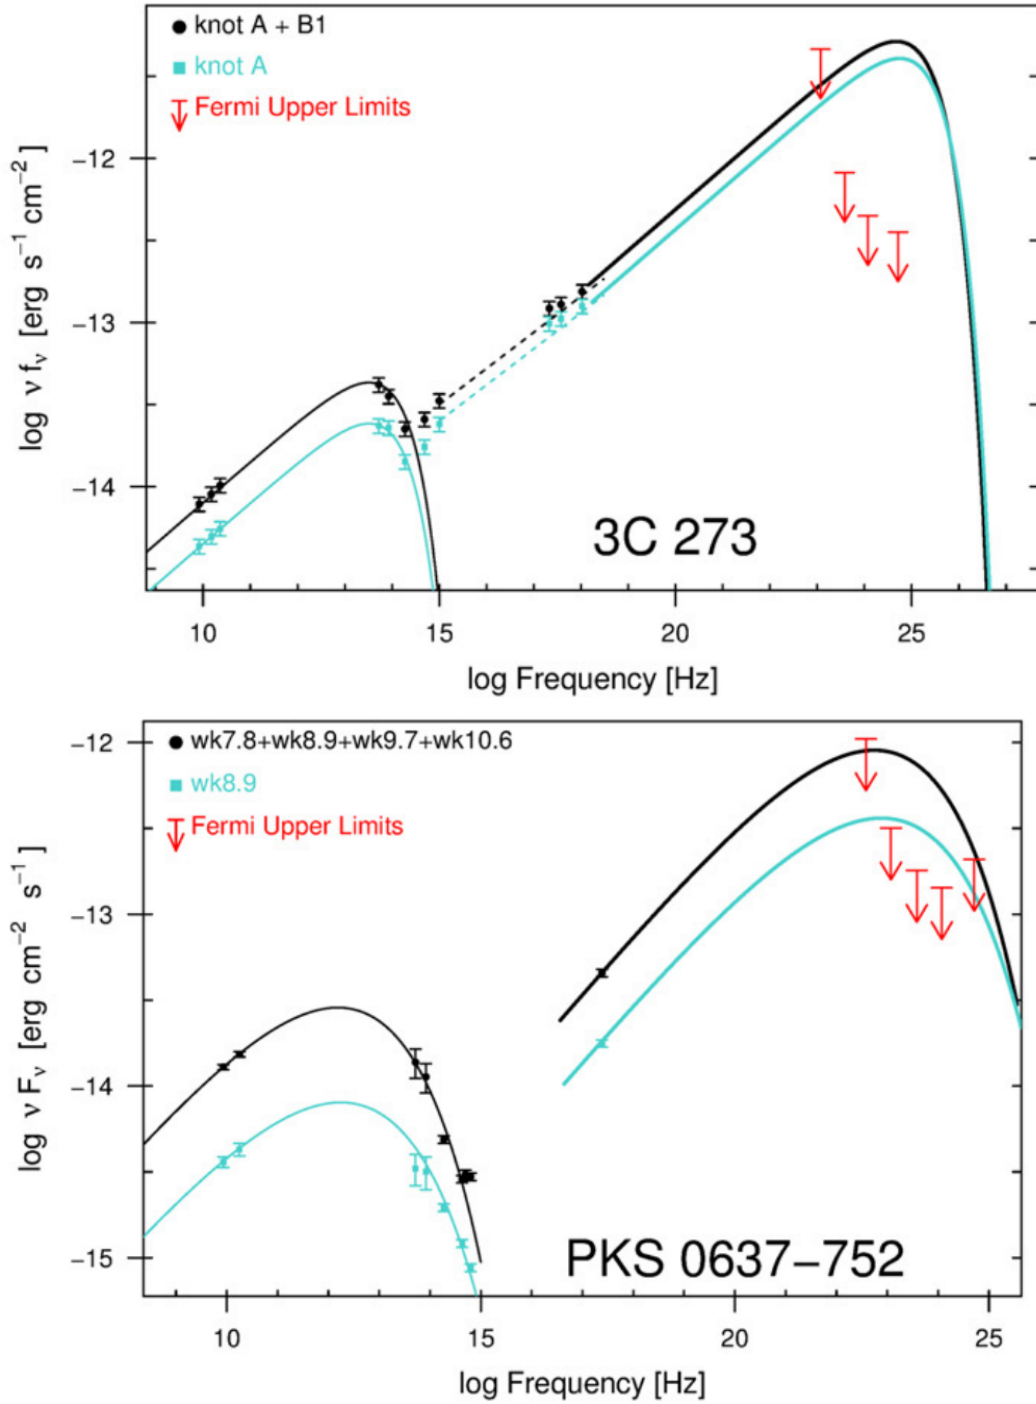 knot A + B1
knot A
Fermi Upper Limits
log ν fν [erg s⁻¹ cm⁻²]
−12
−13
−14
3C 273
10 15 20 25
log Frequency [Hz]
wk7.8+wk8.9+wk9.7+wk10.6
wk8.9
Fermi Upper Limits
log ν Fν [erg cm⁻² s⁻¹]
−12
−13
−14
−15
PKS 0637−752
10 15 20 25
log Frequency [Hz]